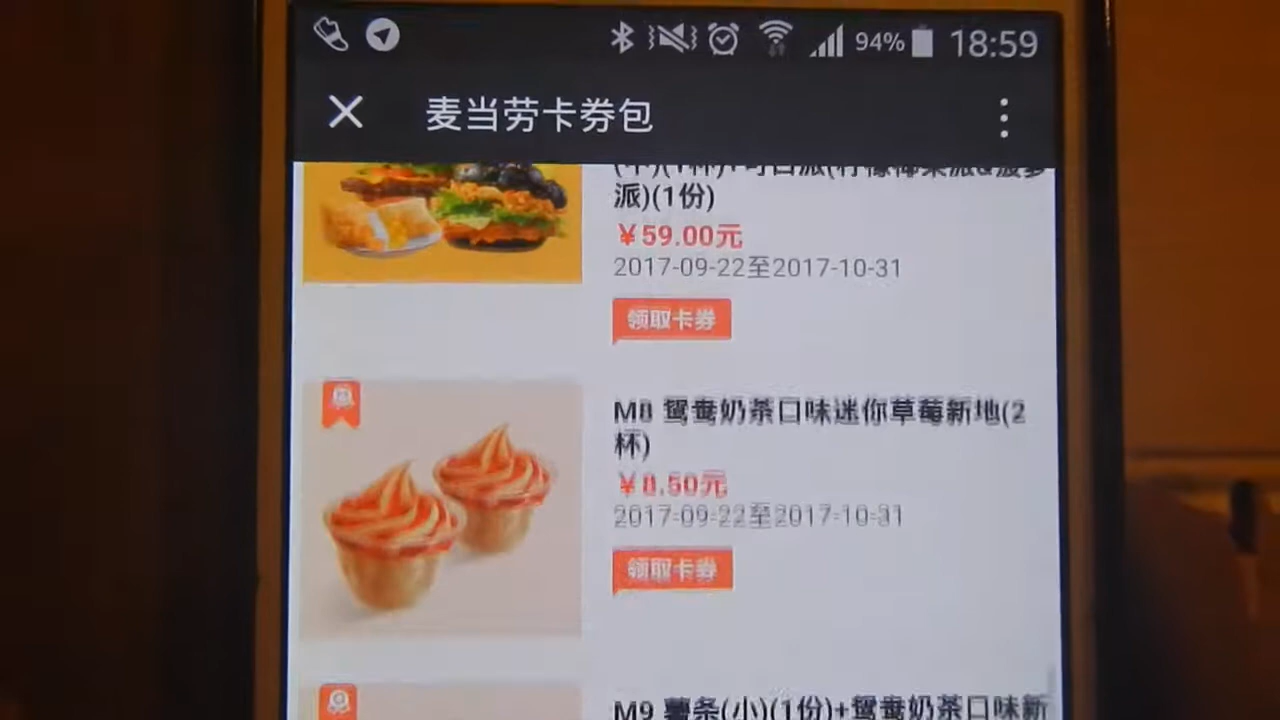 94% 18:59
麦当劳卡券包
派)(1份)
￥59.00元
2017-09-22至2017-10-31
领取卡券
M8 鸳鸯奶茶口味迷你草莓新地(2
杯)
￥8.50元
2017-09-22至2017-10-31
领取卡券
M9 薯条(小)(1份)+鸳鸯奶茶口味新